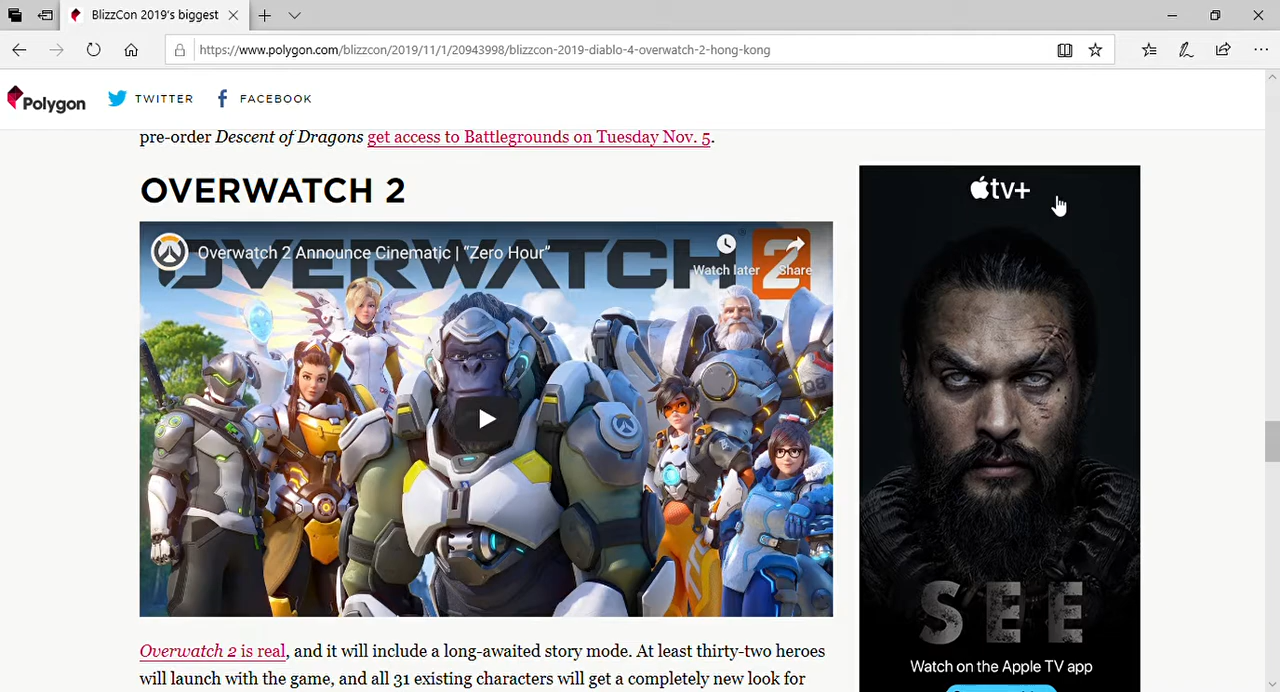 BlizzCon 2019's biggest
https://www.polygon.com/blizzcon/2019/11/1/20943998/blizzcon-2019-diablo-4-overwatch-2-hong-kong
Polygon TWITTER FACEBOOK
pre-order Descent of Dragons get access to Battlegrounds on Tuesday Nov. 5.
OVERWATCH 2
OVERWATCH 2
Overwatch 2 Announce Cinematic | “Zero Hour”
Watch later Share
08
tv+
SEE
Watch on the Apple TV app
Overwatch 2 is real, and it will include a long-awaited story mode. At least thirty-two heroes
will launch with the game, and all 31 existing characters will get a completely new look for